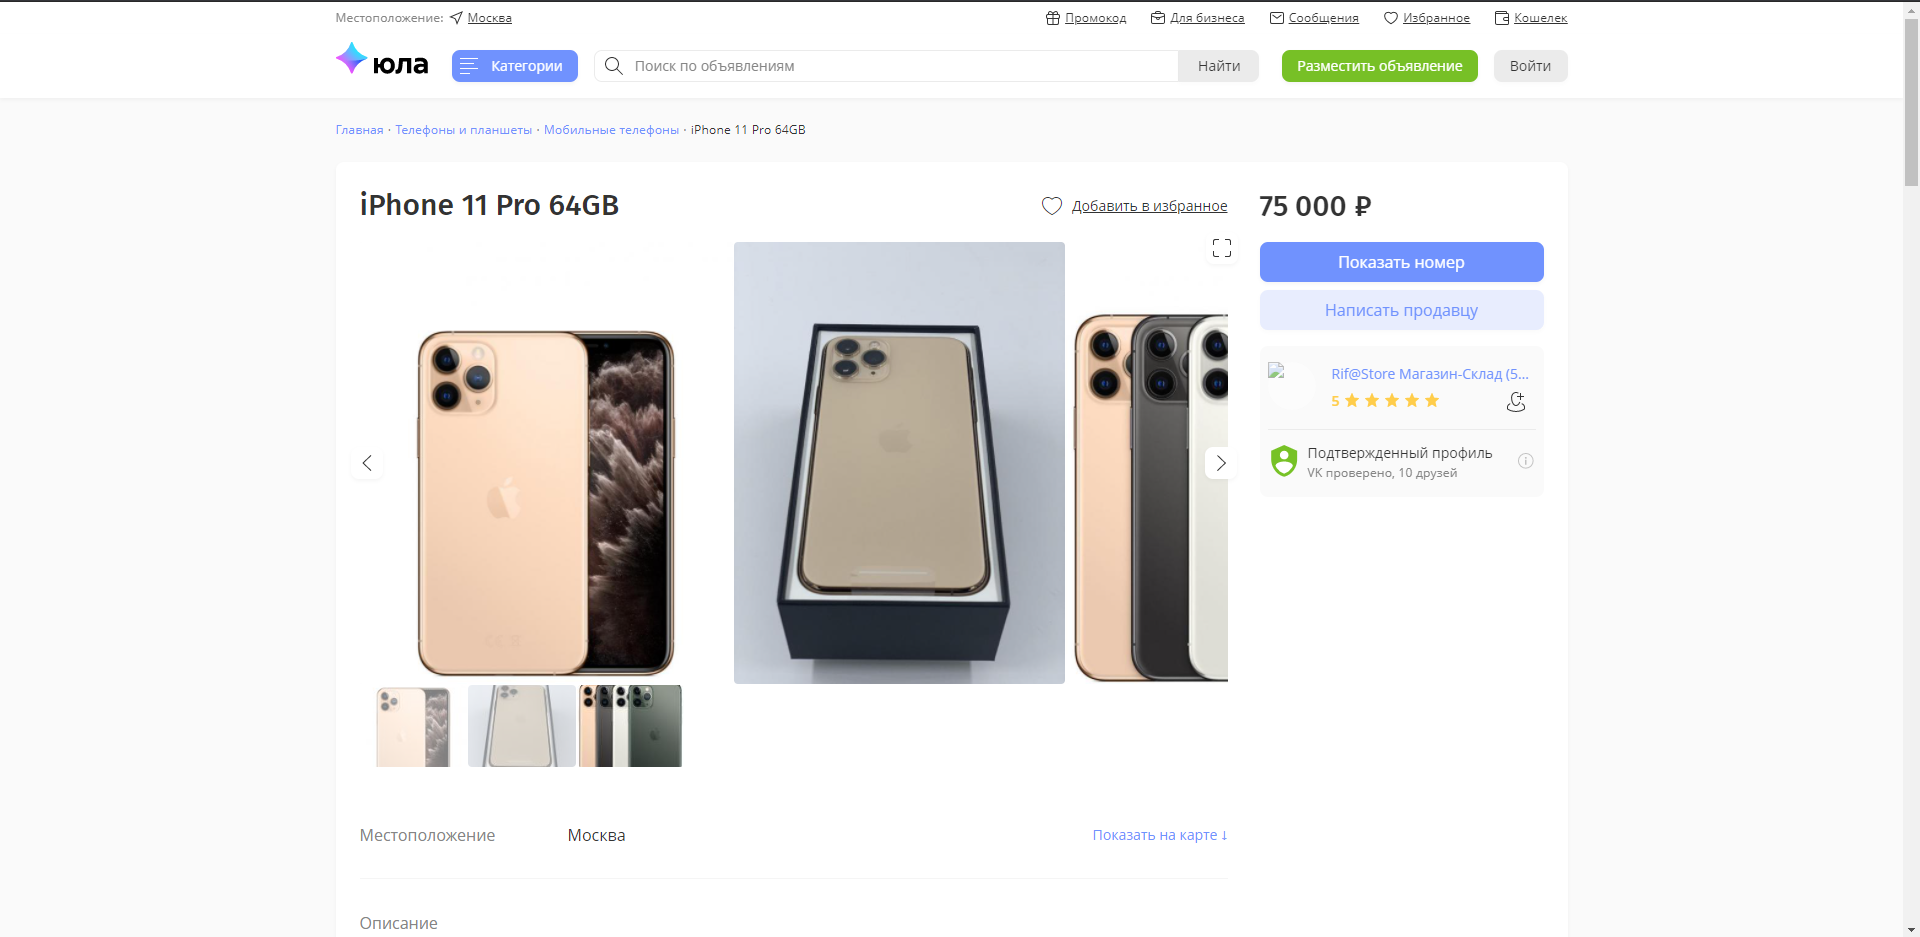 Местоположение: Москва
Промокод Для бизнеса Сообщения Избранное Кошелек
юла Категории Поиск по объявлениям Найти Разместить объявление Войти
Главная · Телефоны и планшеты · Мобильные телефоны · iPhone 11 Pro 64GB
iPhone 11 Pro 64GB
Добавить в избранное
75 000 ₽
Показать номер
Написать продавцу
Rif@Store Магазин-Склад (5...
5
Подтвержденный профиль
VK проверено, 10 друзей
Местоположение Москва Показать на карте ↓
Описание